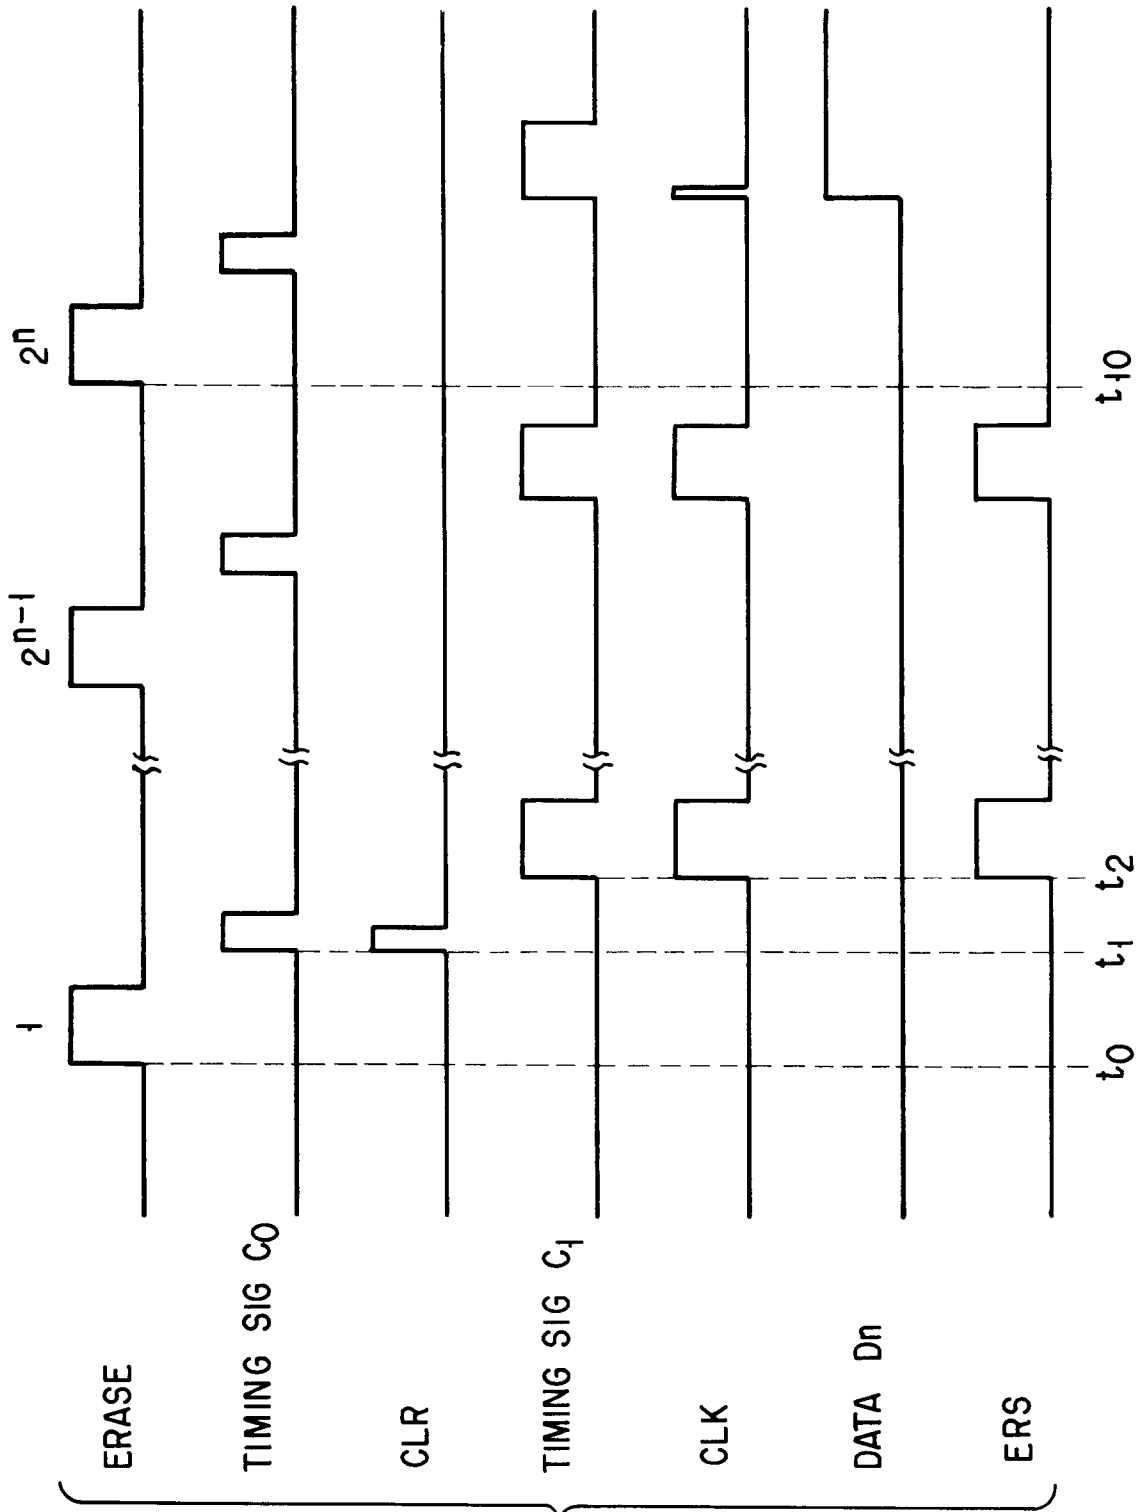 1
2ⁿ⁻¹
2ⁿ
ERASE
TIMING SIG C₀
CLR
TIMING SIG C₁
CLK
DATA Dn
ERS
t₀
t₁
t₂
t₁₀